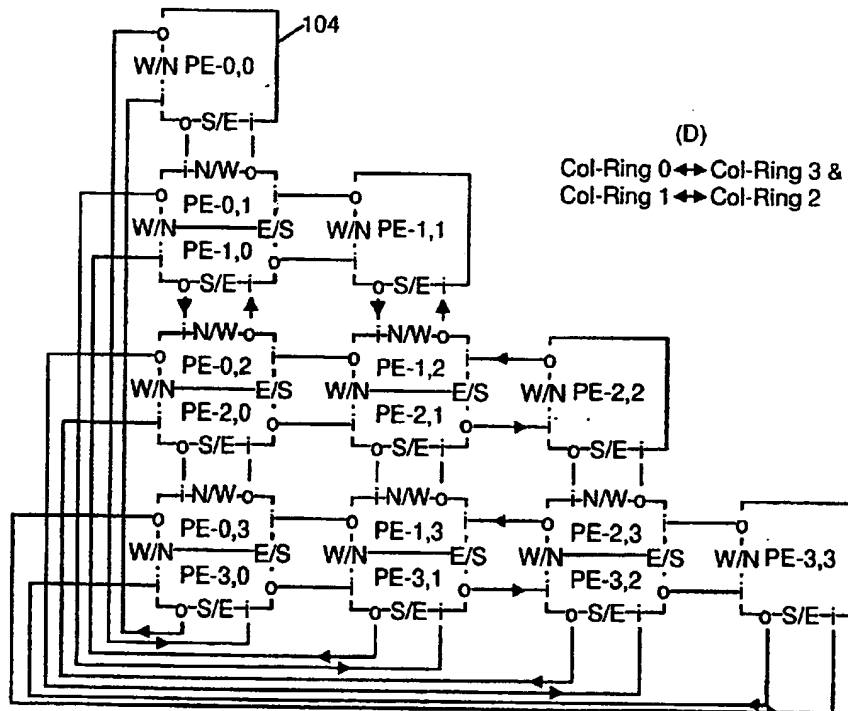 104
o
W/N PE-0,0
i
o-S/E-i
(D)
Col-Ring 0↔Col-Ring 3 &
Col-Ring 1↔Col-Ring 2
i-N/W-o
o PE-0,1 i o
W/N E/S W/N PE-1,1
i PE-1,0 o i
o-S/E-i o-S/E-i
i-N/W-o i-N/W-o
o PE-0,2 i o PE-1,2 i o
W/N E/S W/N E/S W/N PE-2,2
i PE-2,0 o i PE-2,1 o i
o-S/E-i o-S/E-i o-S/E-i
i-N/W-o i-N/W-o i-N/W-o
o PE-0,3 i o PE-1,3 i o PE-2,3 i o
W/N E/S W/N E/S W/N E/S W/N PE-3,3
i PE-3,0 o i PE-3,1 o i PE-3,2 o i
o-S/E-i o-S/E-i o-S/E-i o-S/E-i